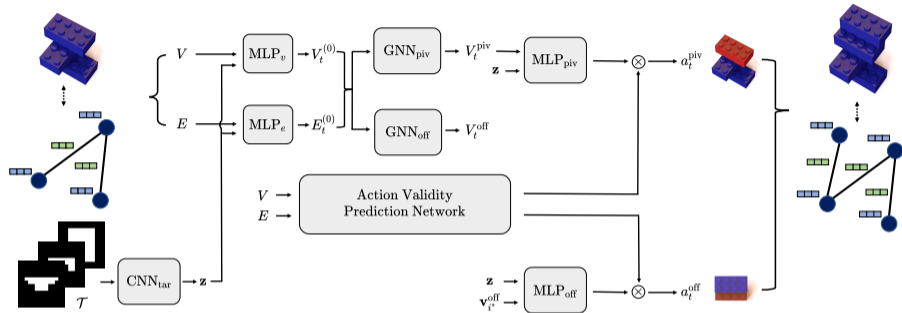 V
MLP_v
V_t^{(0)}
GNN_piv
V_t^{piv}
z
MLP_piv
⊗
a_t^{piv}
E
MLP_e
E_t^{(0)}
GNN_off
V_t^{off}
V
E
Action Validity
Prediction Network
𝒯
CNN_tar
z
z
v_{i*}^{off}
MLP_off
⊗
a_t^{off}